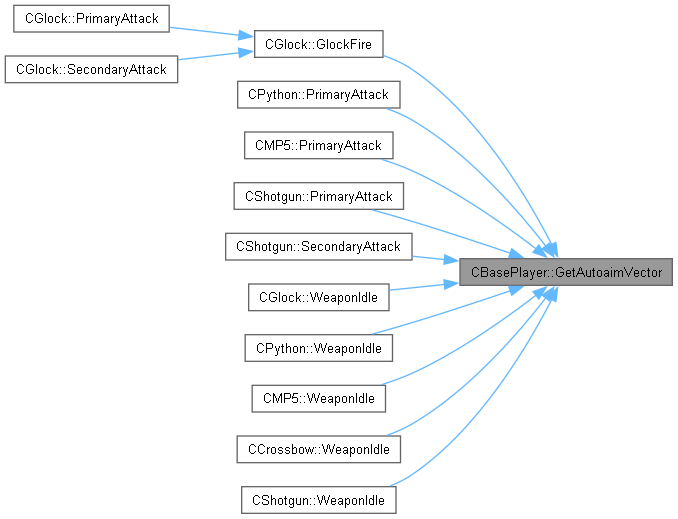 CGlock::PrimaryAttack
CGlock::SecondaryAttack
CGlock::GlockFire
CPython::PrimaryAttack
CMP5::PrimaryAttack
CShotgun::PrimaryAttack
CShotgun::SecondaryAttack
CGlock::WeaponIdle
CPython::WeaponIdle
CMP5::WeaponIdle
CCrossbow::WeaponIdle
CShotgun::WeaponIdle
CBasePlayer::GetAutoaimVector